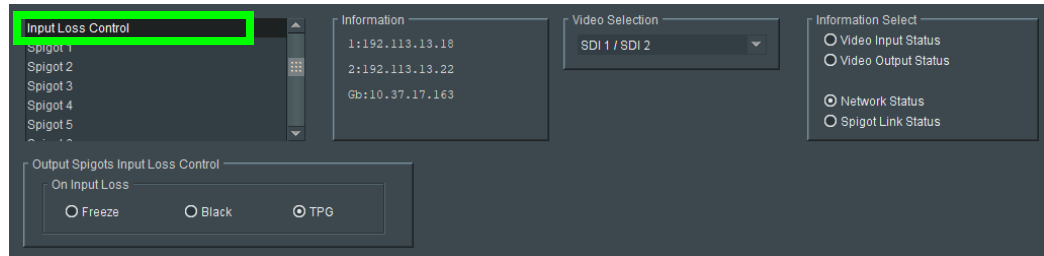 Input Loss Control
Spigot 1
Spigot 2
Spigot 3
Spigot 4
Spigot 5
Information
1:192.113.13.18
2:192.113.13.22
Gb:10.37.17.163
Video Selection
SDI 1 / SDI 2
Information Select
Video Input Status
Video Output Status
Network Status
Spigot Link Status
Output Spigots Input Loss Control
On Input Loss
Freeze
Black
TPG